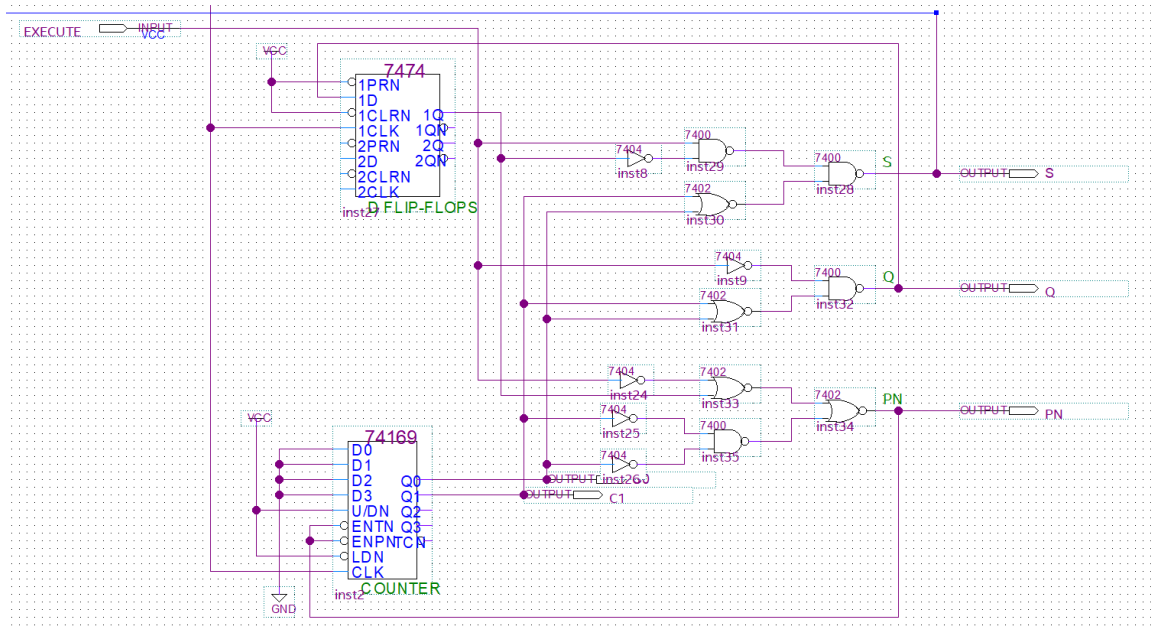 EXECUTE
INPUT
VCC
VCC
7474
1PRN
1D
1CLRN 1Q
1CLK 1QN
2PRN 2Q
2D 2QN
2CLRN
2CLK
inst27
D FLIP-FLOPS
7404
inst8
7400
inst29
7400
S
inst28
OUTPUT S
7402
inst30
7404
inst9
7400
Q
inst32
OUTPUT Q
7402
inst31
7404
inst24
7402
inst33
7402
PN
inst34
OUTPUT PN
7404
inst25
7400
inst35
7404
inst26
OUTPUT
OUTPUT C1
VCC
74169
D0
D1
D2
D3
U/DN
ENTN
ENPN
LDN
CLK
Q0
Q1
Q2
Q3
TCN
inst2
COUNTER
GND